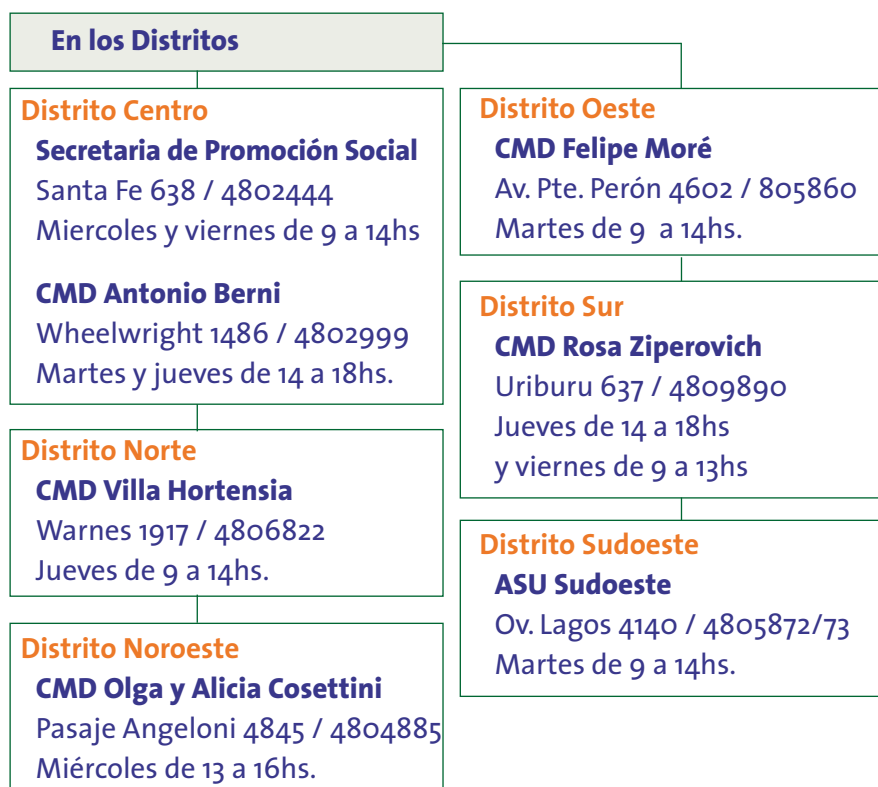 En los Distritos
Distrito Centro
Secretaria de Promoción Social
Santa Fe 638 / 4802444
Miercoles y viernes de 9 a 14hs
CMD Antonio Berni
Wheelwright 1486 / 4802999
Martes y jueves de 14 a 18hs.
Distrito Norte
CMD Villa Hortensia
Warnes 1917 / 4806822
Jueves de 9 a 14hs.
Distrito Noroeste
CMD Olga y Alicia Cosettini
Pasaje Angeloni 4845 / 4804885
Miércoles de 13 a 16hs.
Distrito Oeste
CMD Felipe Moré
Av. Pte. Perón 4602 / 805860
Martes de 9 a 14hs.
Distrito Sur
CMD Rosa Ziperovich
Uriburu 637 / 4809890
Jueves de 14 a 18hs
y viernes de 9 a 13hs
Distrito Sudoeste
ASU Sudoeste
Ov. Lagos 4140 / 4805872/73
Martes de 9 a 14hs.